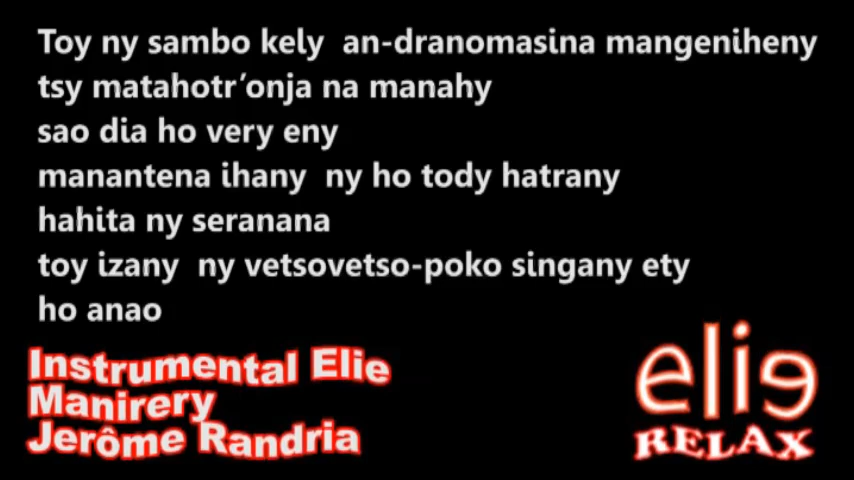 Toy ny sambo kely an-dranomasina mangeniheny
tsy matahotr'onja na manahy
sao dia ho very eny
manantena ihany ny ho tody hatrany
hahita ny seranana
toy izany ny vetsovetso-poko singany ety
ho anao
Instrumental Elie
Manirery
Jerôme Randria
elie
RELAX